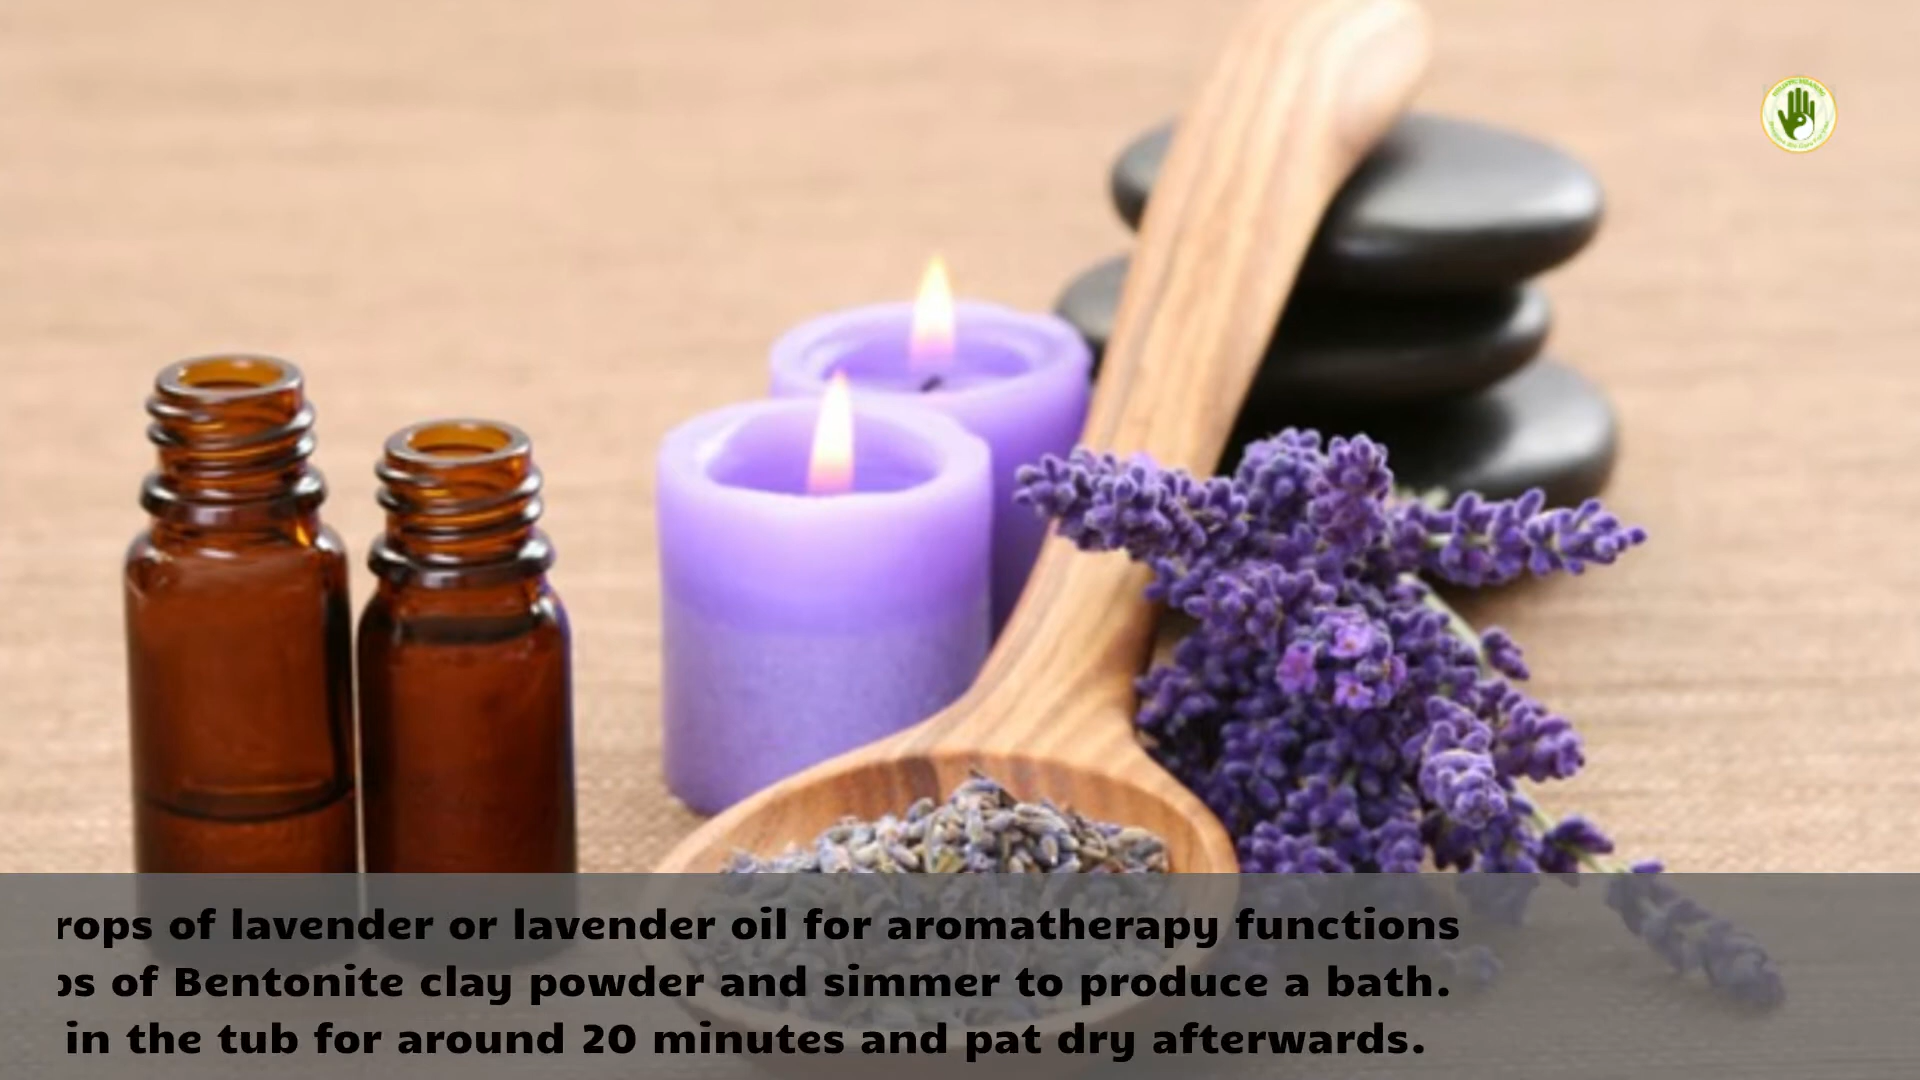 rops of lavender or lavender oil for aromatherapy functions
of Bentonite clay powder and simmer to produce a bath.
in the tub for around 20 minutes and pat dry afterwards.